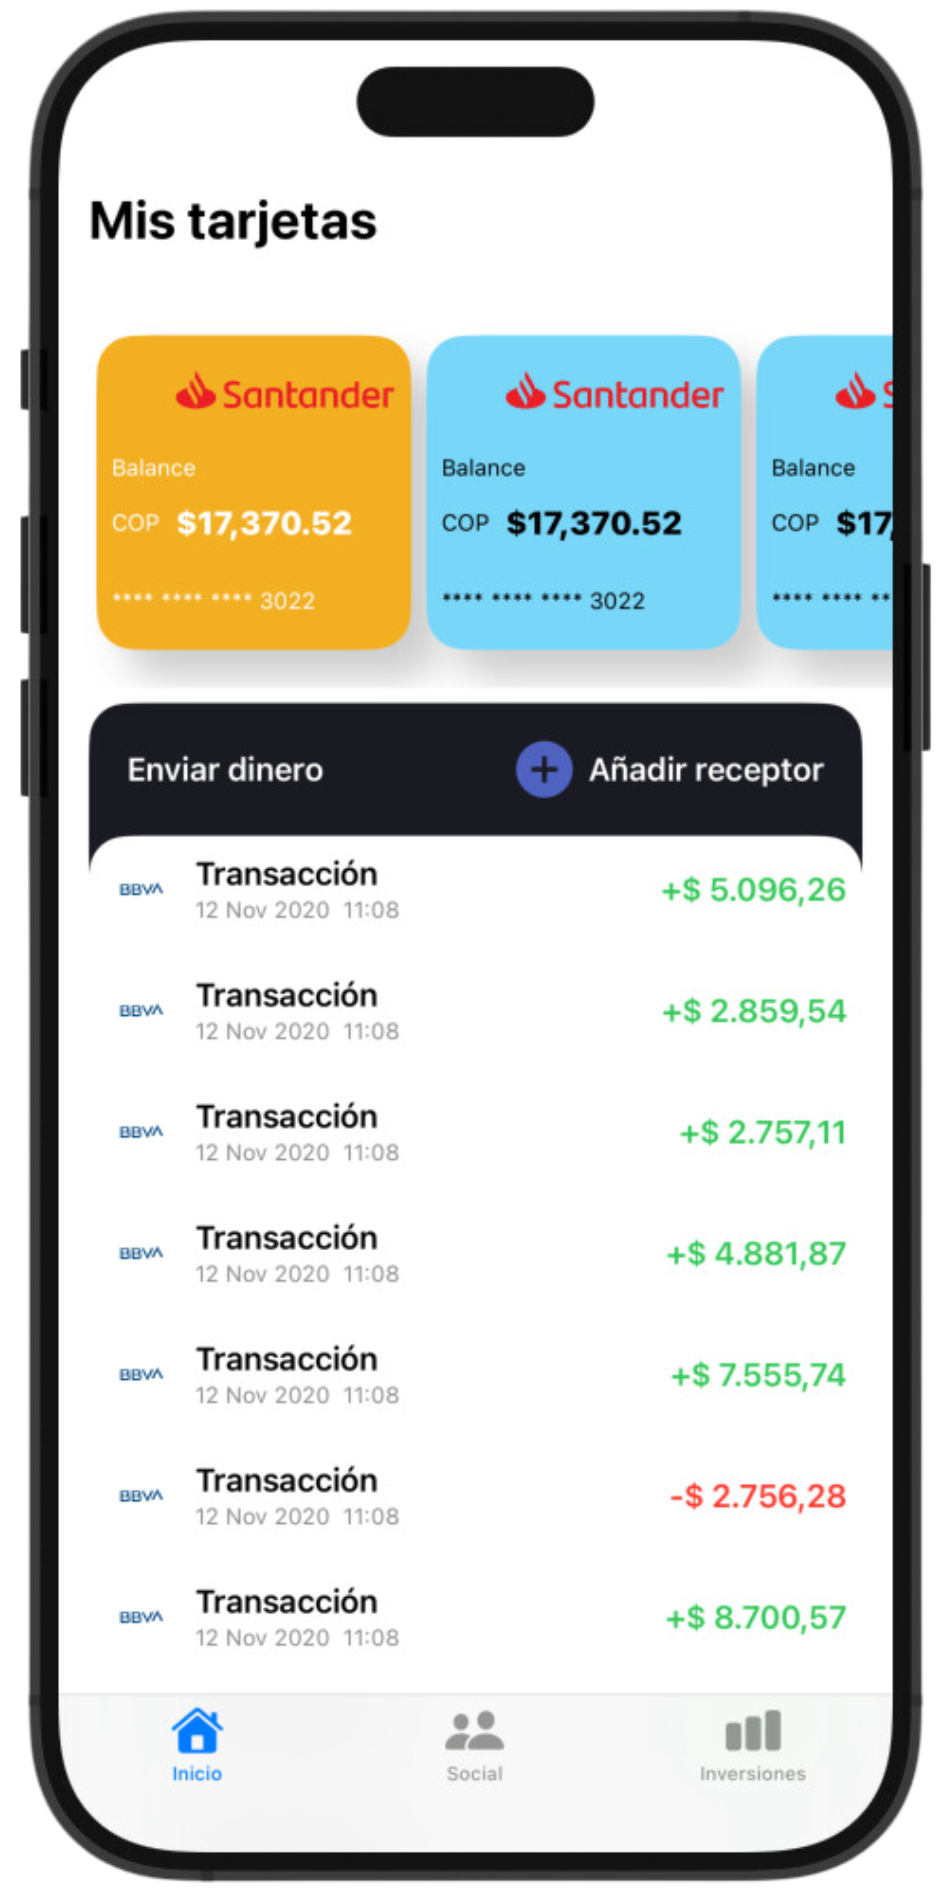 Mis tarjetas
Santander
Balance
COP $17,370.52
**** **** **** 3022
Santander
Balance
COP $17,370.52
**** **** **** 3022
S
Balance
COP $17,
**** **** **
Enviar dinero + Añadir receptor
BBVA Transacción +$ 5.096,26
12 Nov 2020 11:08
BBVA Transacción +$ 2.859,54
12 Nov 2020 11:08
BBVA Transacción +$ 2.757,11
12 Nov 2020 11:08
BBVA Transacción +$ 4.881,87
12 Nov 2020 11:08
BBVA Transacción +$ 7.555,74
12 Nov 2020 11:08
BBVA Transacción -$ 2.756,28
12 Nov 2020 11:08
BBVA Transacción +$ 8.700,57
12 Nov 2020 11:08
Inicio Social Inversiones